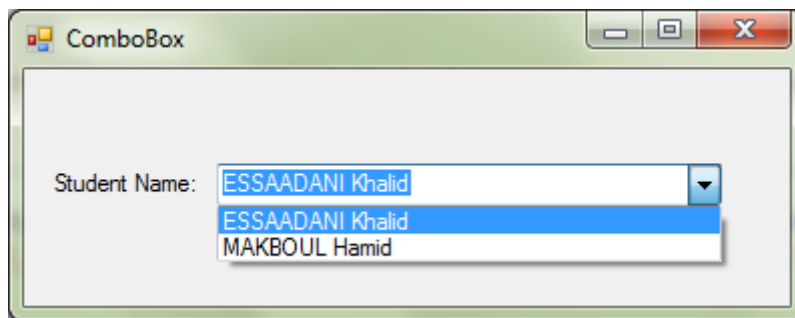 ComboBox
Student Name: ESSAADANI Khalid
ESSAADANI Khalid
MAKBOUL Hamid